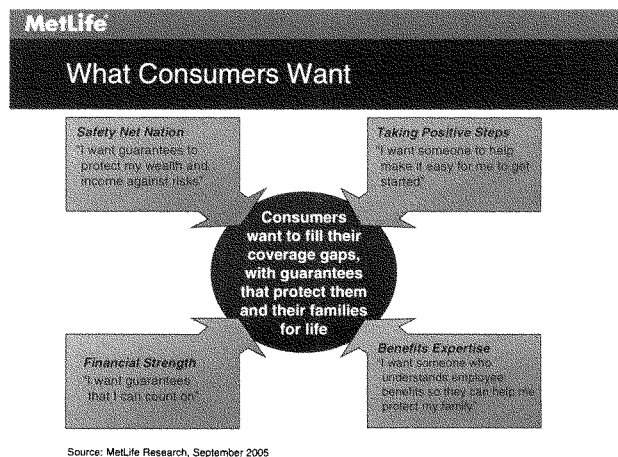 MetLife®
What Consumers Want
Safety Net Nation
"I want guarantees to
protect my wealth and
income against risks"
Taking Positive Steps
"I want someone to help
make it easy for me to get
started"
Consumers
want to fill their
coverage gaps,
with guarantees
that protect them
and their families
for life
Financial Strength
"I want guarantees
that I can count on"
Benefits Expertise
"I want someone who
understands employee
benefits so they can help me
protect my family"
Source: MetLife Research, September 2005